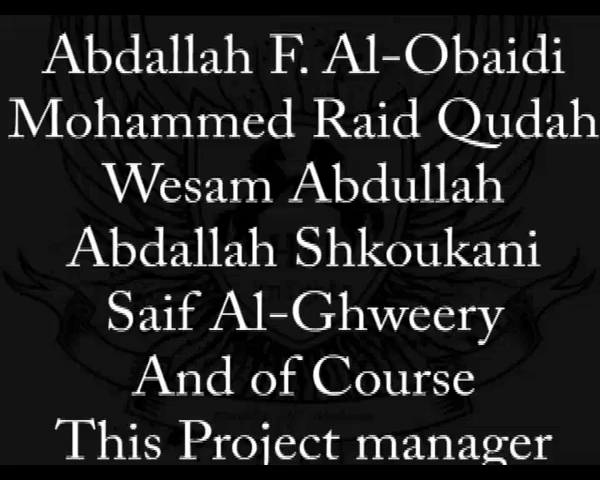 Abdallah F. Al-Obaidi
Mohammed Raid Qudah
Wesam Abdullah
Abdallah Shkoukani
Saif Al-Ghweery
And of Course
This Project manager